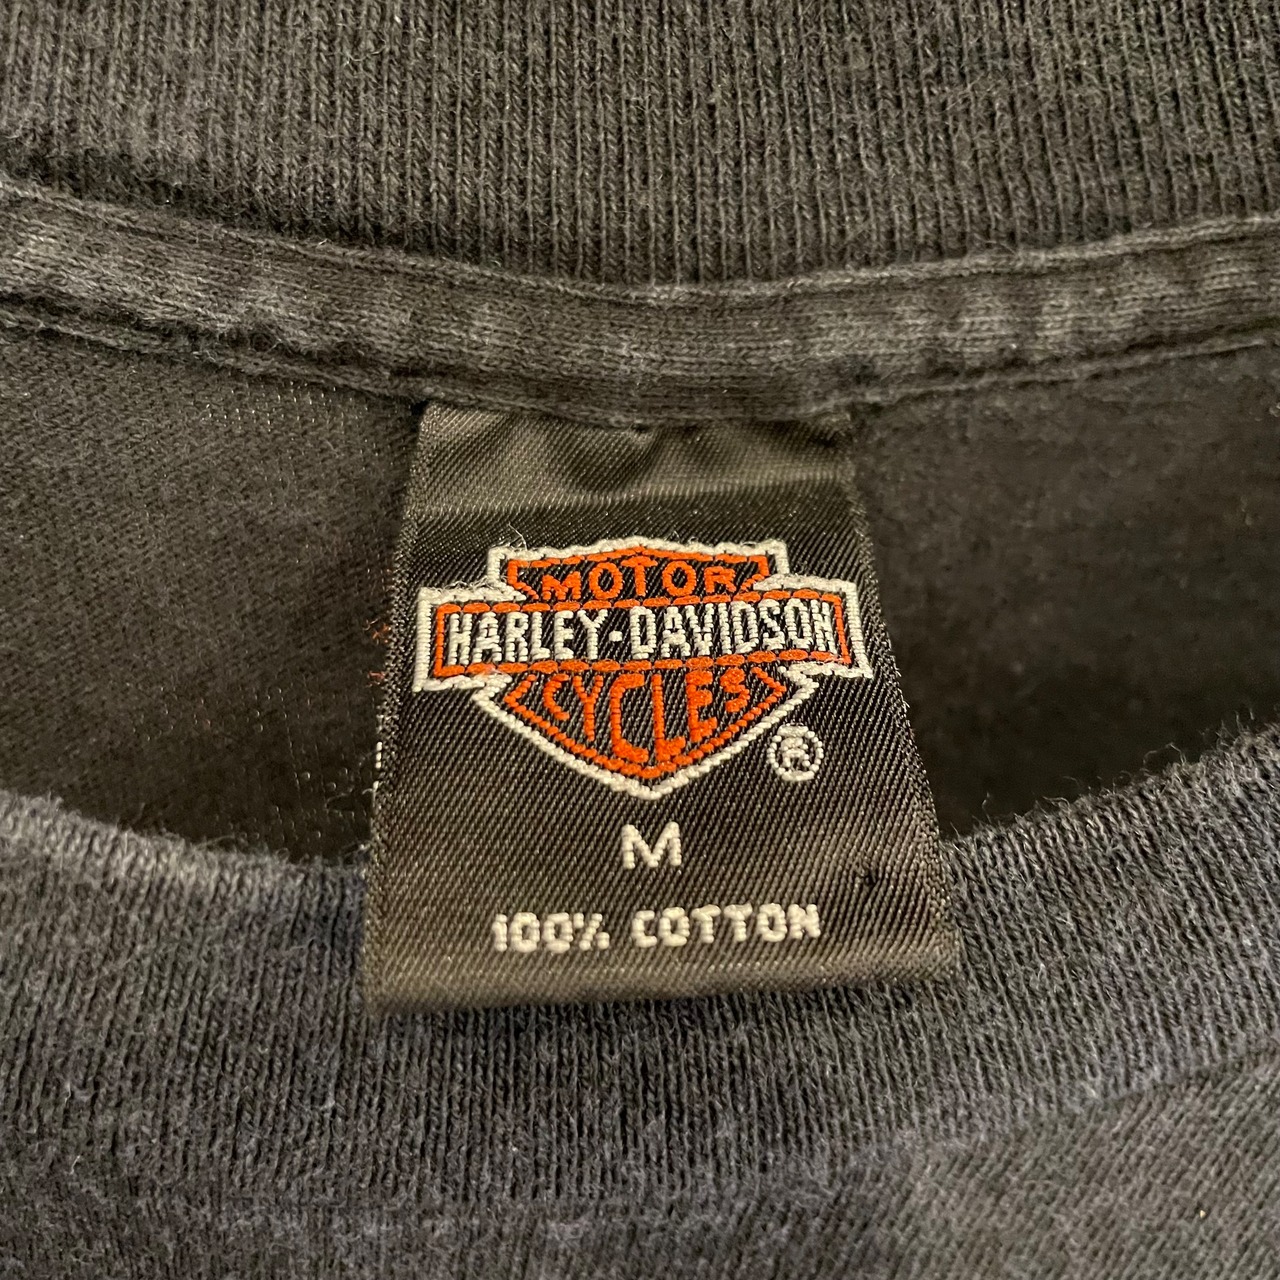 MOTOR
HARLEY-DAVIDSON
CYCLES
®
M
100% COTTON